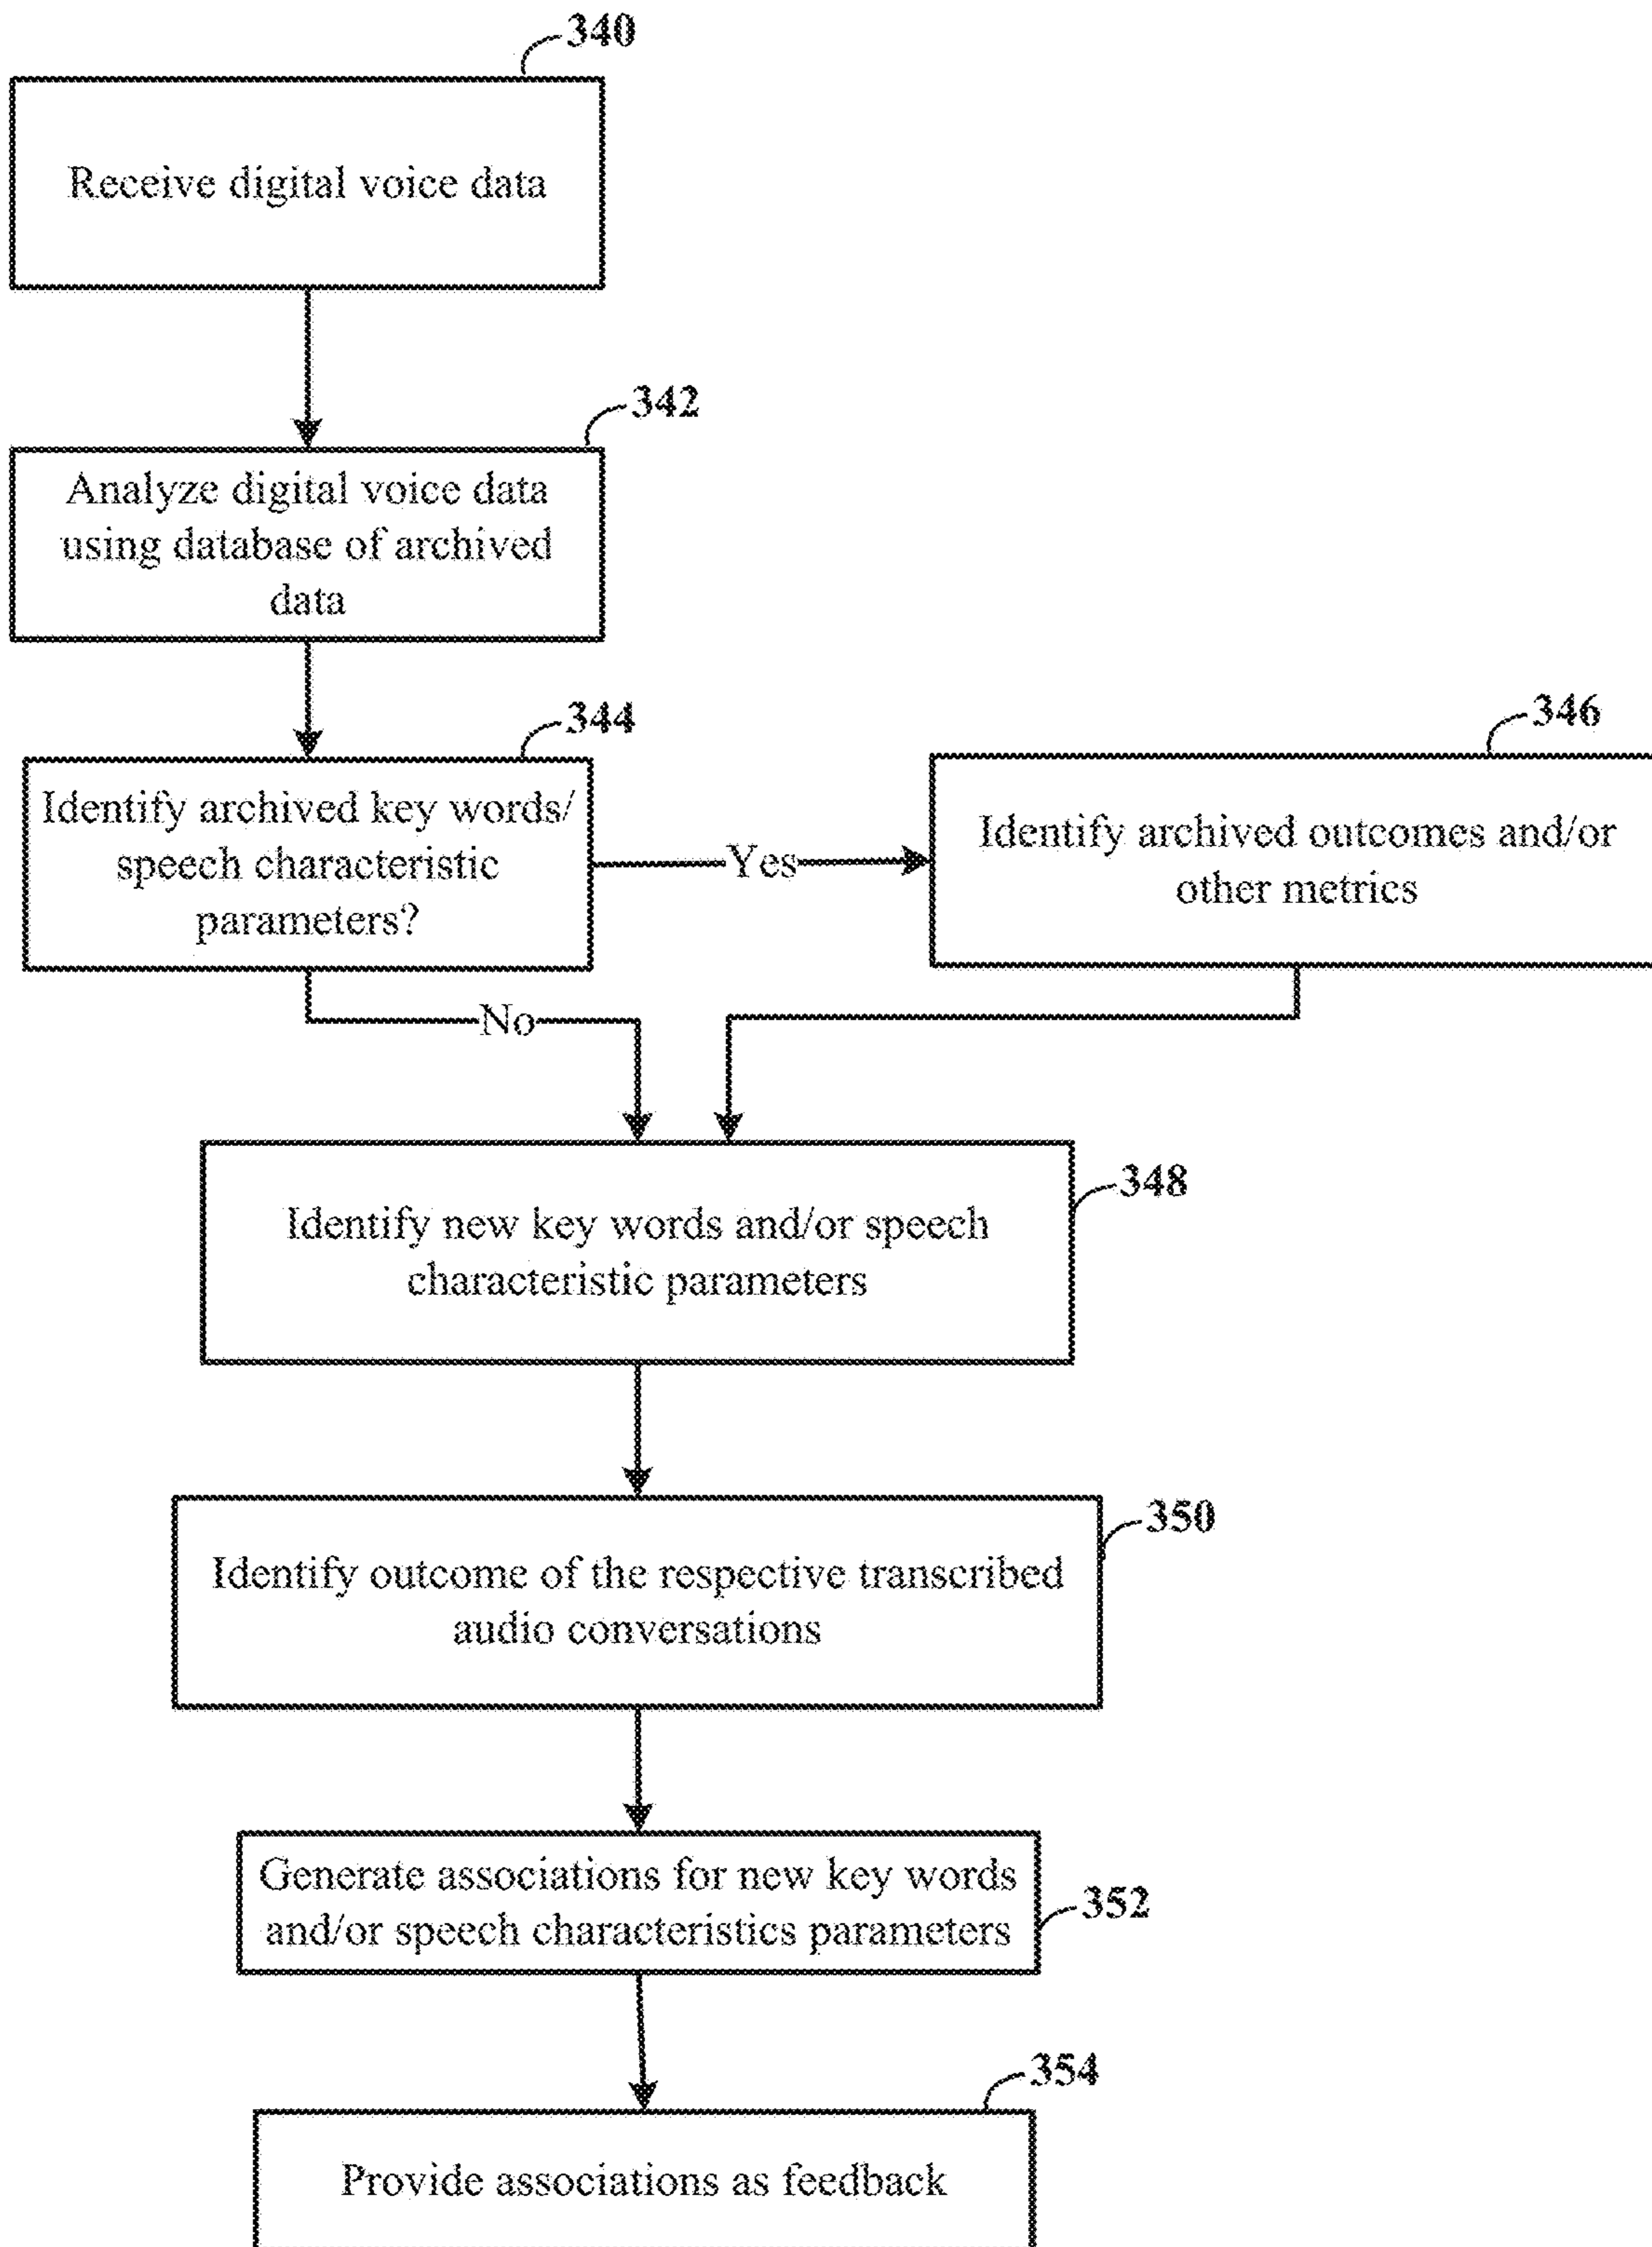 340
Receive digital voice data
342
Analyze digital voice data
using database of archived
data
344
Identify archived key words/
speech characteristic
parameters?
Yes
346
Identify archived outcomes and/or
other metrics
No
348
Identify new key words and/or speech
characteristic parameters
350
Identify outcome of the respective transcribed
audio conversations
352
Generate associations for new key words
and/or speech characteristics parameters
354
Provide associations as feedback